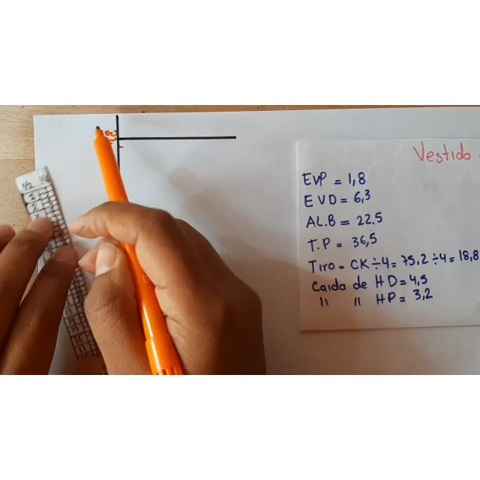 Vestido
EVP = 1,8
EVD = 6,3
AL.B = 22.5
T.P = 36,5
Tiro = CK ÷ 4 = 75,2 ÷ 4 = 18,8
Caida de HD = 4,5
" " HP = 3,2